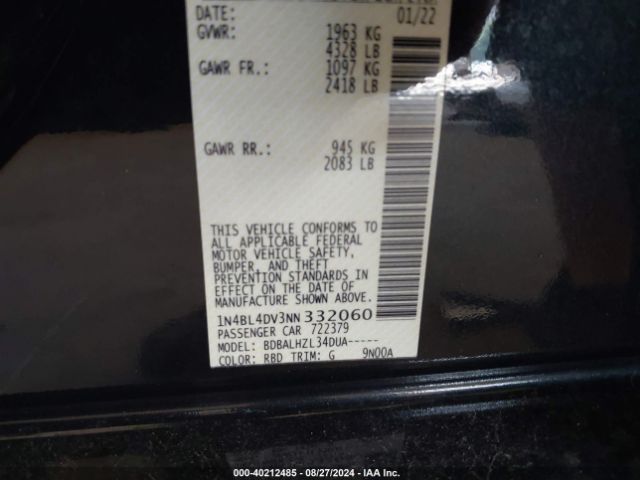 DATE: 01/22
GVWR: 1963 KG
4328 LB
GAWR FR.: 1097 KG
2418 LB
GAWR RR.: 945 KG
2083 LB
THIS VEHICLE CONFORMS TO
ALL APPLICABLE FEDERAL
MOTOR VEHICLE SAFETY,
BUMPER, AND THEFT
PREVENTION STANDARDS IN
EFFECT ON THE DATE OF
MANUFACTURE SHOWN ABOVE.
1N4BL4DV3NN332060
PASSENGER CAR 722379
MODEL: BDBALHZL34DUA-----
COLOR: RBD TRIM: G 9N00A
000-40212485 - 08/27/2024 - IAA Inc.